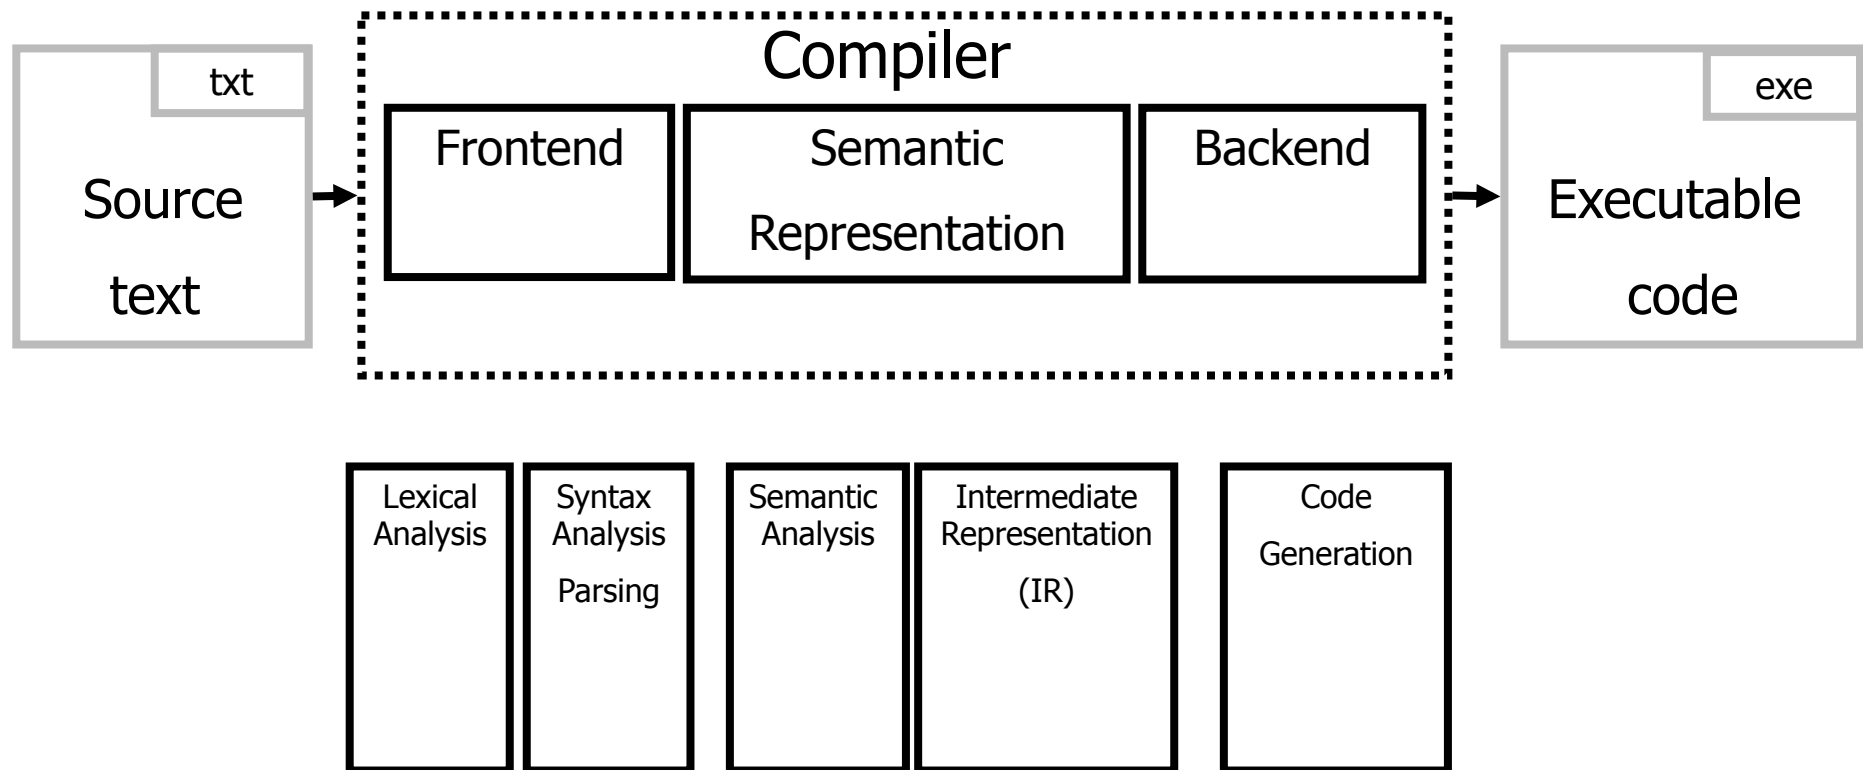 Compiler
txt
Source
text
Frontend
Semantic
Representation
Backend
exe
Executable
code
Lexical
Analysis
Syntax
Analysis
Parsing
Semantic
Analysis
Intermediate
Representation
(IR)
Code
Generation